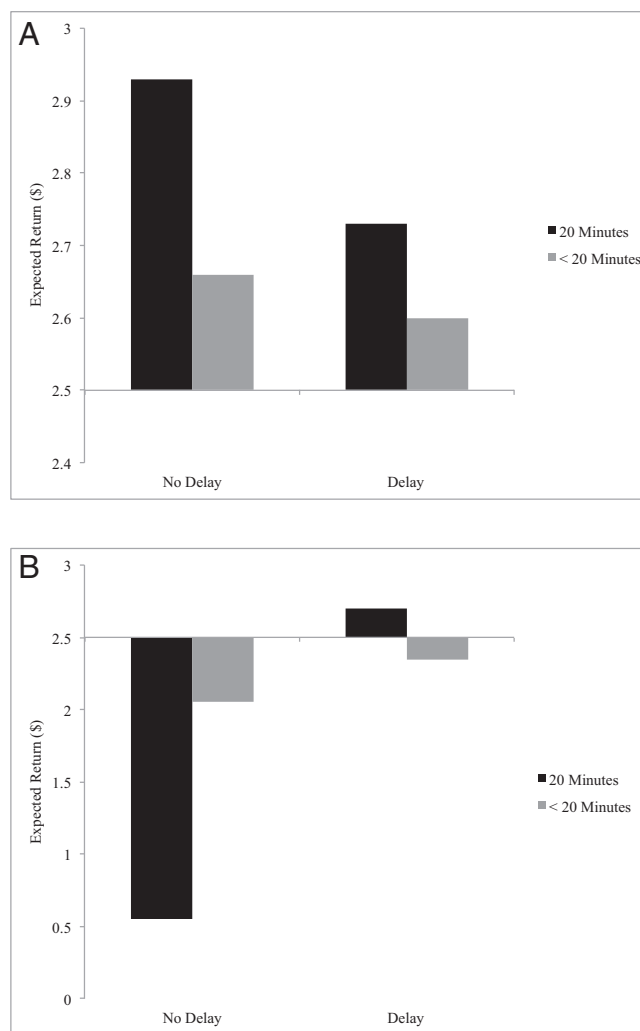 A
3
2.9
2.8
2.7
2.6
2.5
2.4
Expected Return ($)
No Delay
Delay
20 Minutes
< 20 Minutes
B
3
2.5
2
1.5
1
0.5
0
Expected Return ($)
No Delay
Delay
20 Minutes
< 20 Minutes